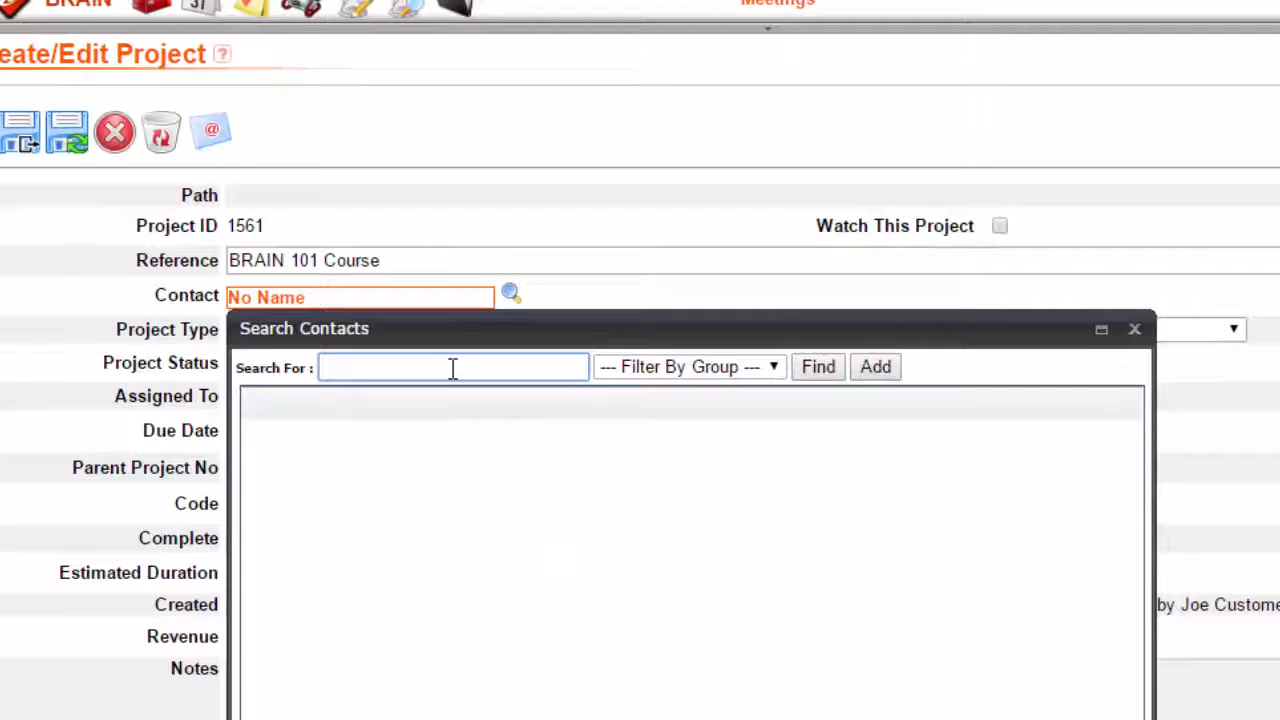 BRAIN
31
Meetings
eate/Edit Project ?
@
Path
Project ID 1561 Watch This Project
Reference BRAIN 101 Course
Contact No Name
Project Type
Search Contacts
Project Status
Search For : --- Filter By Group --- Find Add
Assigned To
Due Date
Parent Project No
Code
Complete
Estimated Duration
Created by Joe Custome
Revenue
Notes